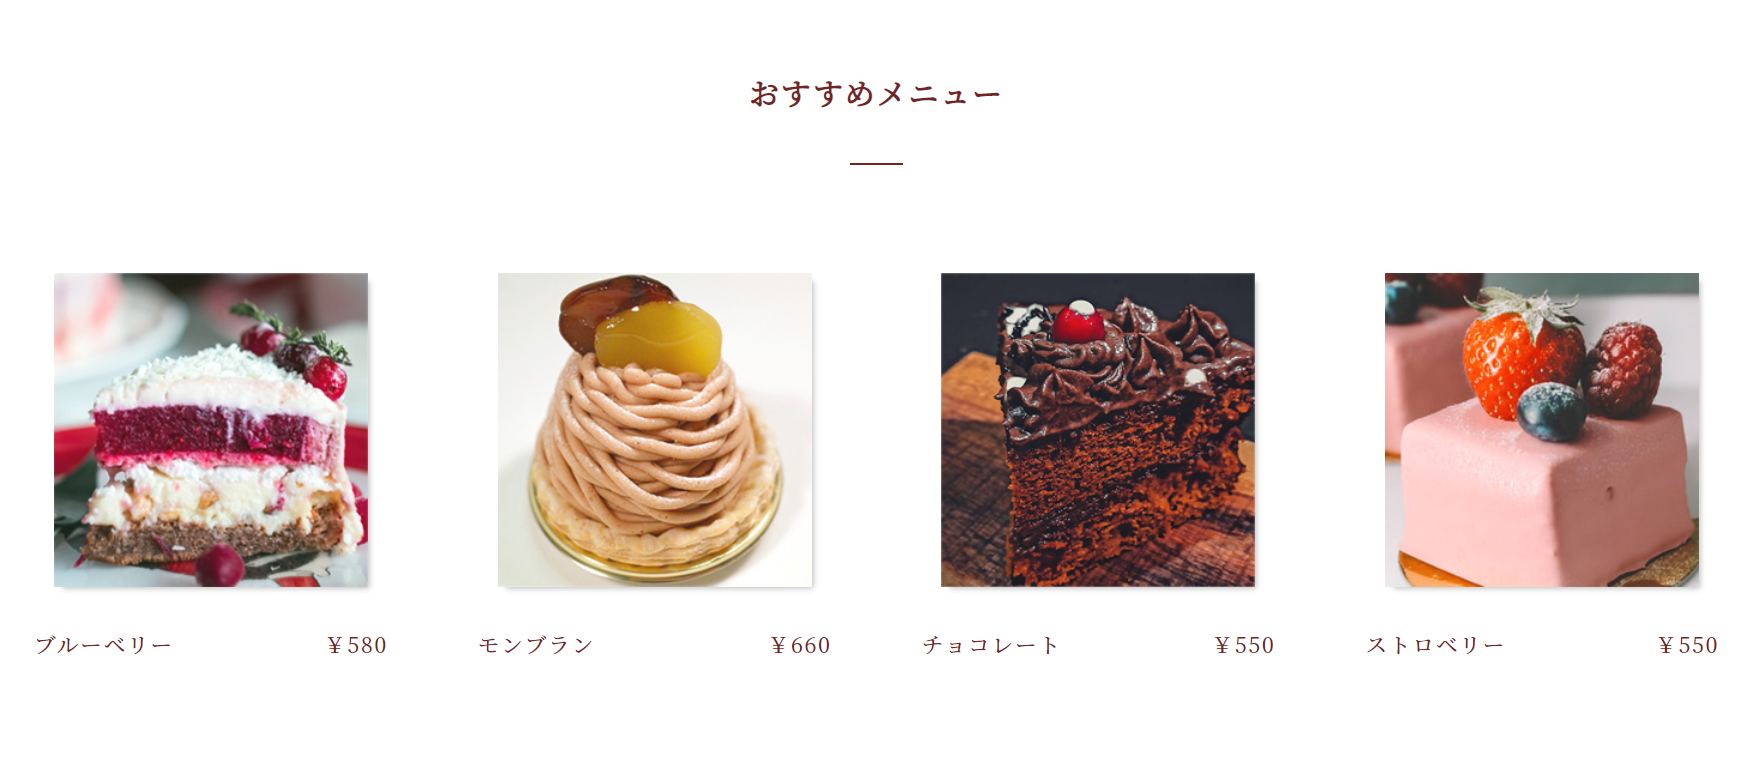 おすすめメニュー
ブルーベリー ￥580
モンブラン ￥660
チョコレート ￥550
ストロベリー ￥550